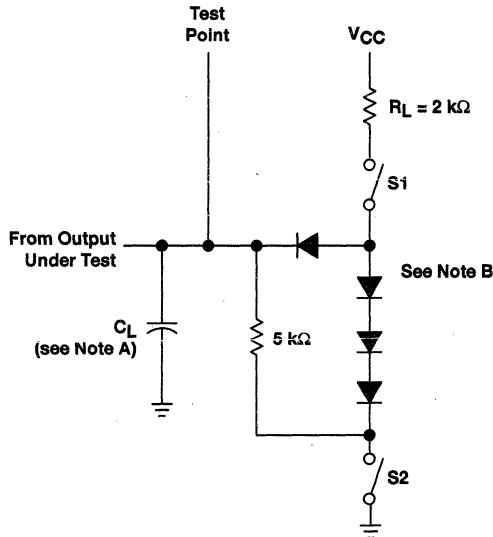 Test
Point
VCC
RL = 2 kΩ
S1
From Output
Under Test
See Note B
CL
(see Note A)
5 kΩ
S2